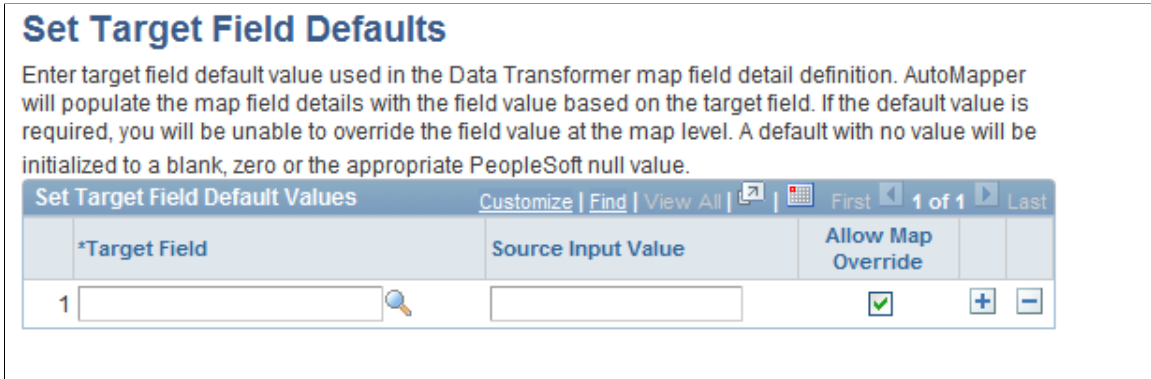 Set Target Field Defaults
Enter target field default value used in the Data Transformer map field detail definition. AutoMapper
will populate the map field details with the field value based on the target field. If the default value is
required, you will be unable to override the field value at the map level. A default with no value will be
initialized to a blank, zero or the appropriate PeopleSoft null value.
Set Target Field Default Values Customize | Find | View All | | First 1 of 1 Last
*Target Field Source Input Value Allow Map
Override
1